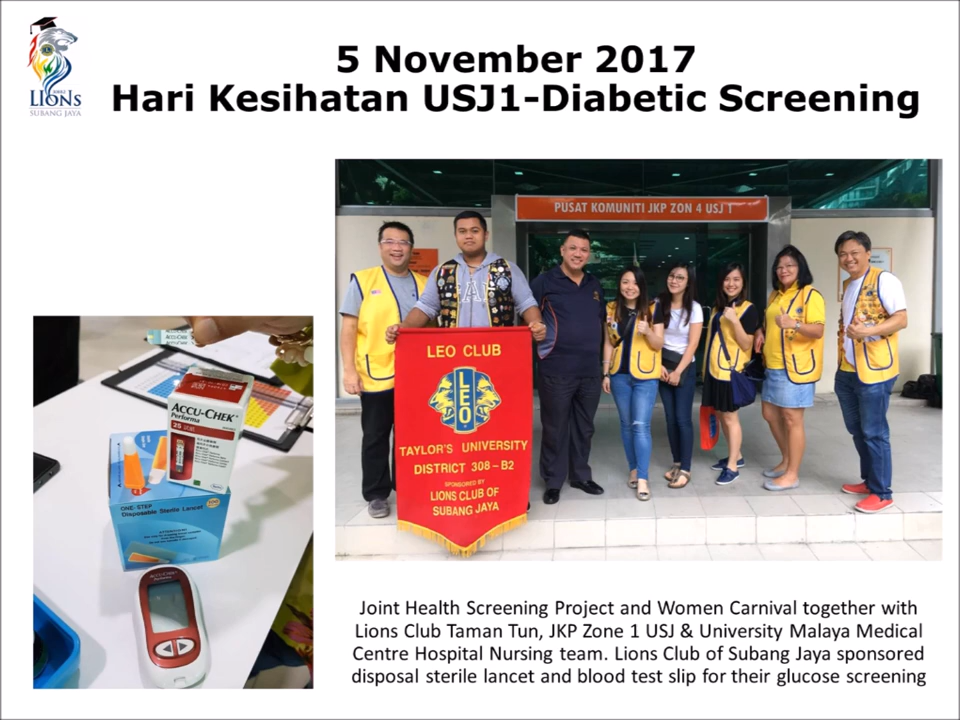 LIONS
SUBANG JAYA
5 November 2017
Hari Kesihatan USJ1-Diabetic Screening
PUSAT KOMUNITI JKP ZON 4 USJ 1
LEO CLUB
LEO
TAYLOR'S UNIVERSITY
DISTRICT 308-B2
SPONSORED BY
LIONS CLUB OF
SUBANG JAYA
ACCU-CHEK
Performa
25
ONE-STEP
Disposable Sterile Lancet
ACCU-CHEK
Performa
Joint Health Screening Project and Women Carnival together with
Lions Club Taman Tun, JKP Zone 1 USJ & University Malaya Medical
Centre Hospital Nursing team. Lions Club of Subang Jaya sponsored
disposal sterile lancet and blood test slip for their glucose screening